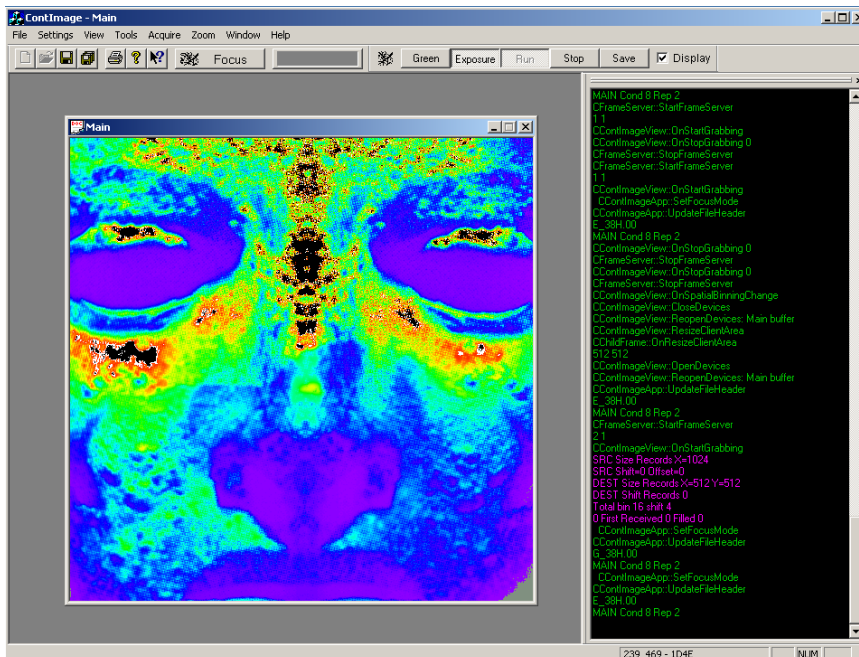 ContImage - Main
File Settings View Tools Acquire Zoom Window Help
Focus Green Exposure Run Stop Save Display
Main
MAIN Cond 8 Rep 2
CFrameServer::StartFrameServer
1 1
CContImageView::OnStartGrabbing
CContImageView::OnStopGrabbing 0
CFrameServer::StopFrameServer
CFrameServer::StartFrameServer
1 1
CContImageView::OnStartGrabbing
CContImageApp::SetFocusMode
CContImageApp::UpdateFileHeader
E_38H.00
MAIN Cond 8 Rep 2
CContImageView::OnStopGrabbing 0
CFrameServer::StopFrameServer
CContImageView::OnStopGrabbing 0
CFrameServer::StopFrameServer
CContImageView::OnSpatialBinningChange
CContImageView::CloseDevices
CContImageView::ReopenDevices: Main buffer
CContImageView::ResizeClientArea
CChildFrame::OnResizeClientArea
512 512
CContImageView::OpenDevices
CContImageView::ReopenDevices: Main buffer
CContImageApp::UpdateFileHeader
E_38H.00
MAIN Cond 8 Rep 2
CFrameServer::StartFrameServer
2 1
CContImageView::OnStartGrabbing
SRC Size Records X=1024
SRC Shift=0 Offset=0
DEST Size Records X=512 Y=512
DEST Shift Records 0
Total bin 16 shift 4
0 First Received 0 Filled 0
CContImageApp::SetFocusMode
CContImageApp::UpdateFileHeader
G_38H.00
MAIN Cond 8 Rep 2
CContImageApp::SetFocusMode
CContImageApp::UpdateFileHeader
E_38H.00
MAIN Cond 8 Rep 2
239, 469 - 1D4F NUM